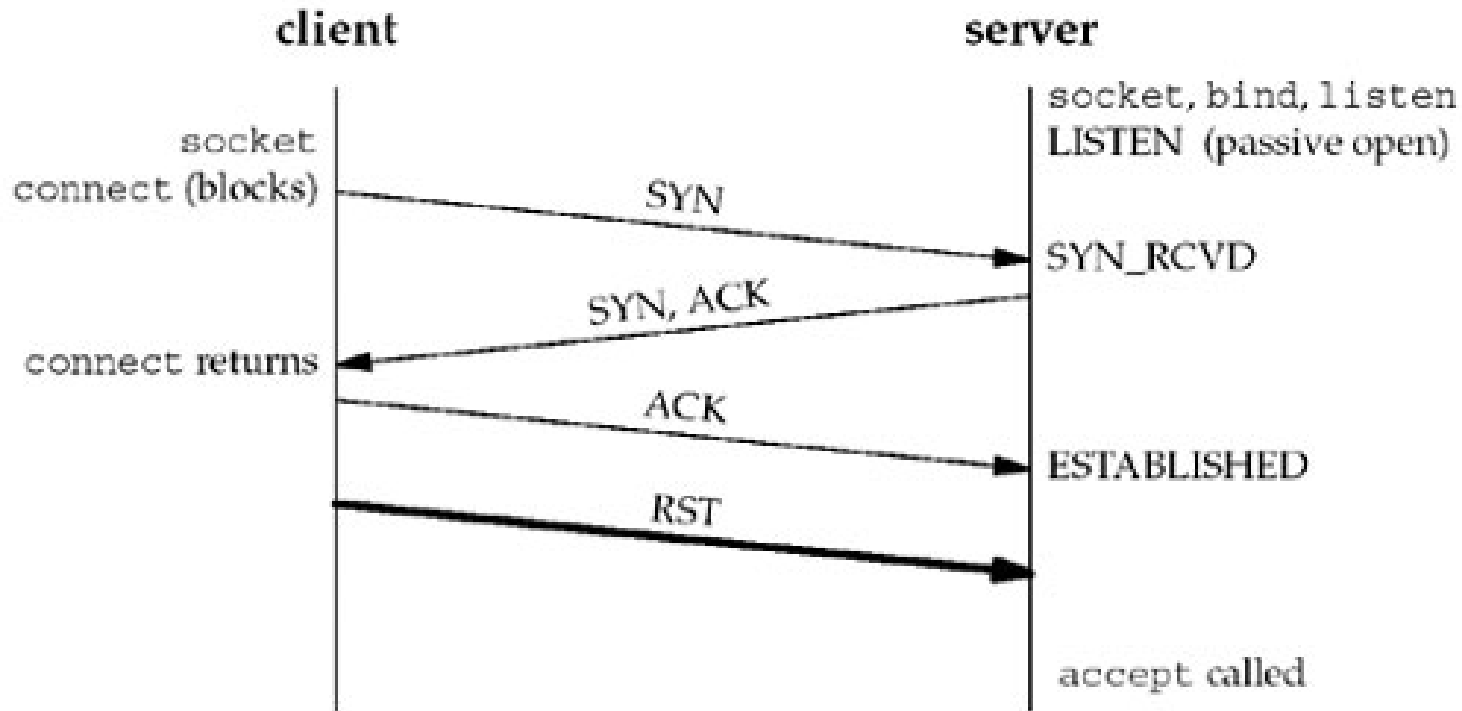 client
server
socket, bind, listen
LISTEN (passive open)
socket
connect (blocks)
SYN
SYN_RCVD
SYN, ACK
connect returns
ACK
ESTABLISHED
RST
accept called